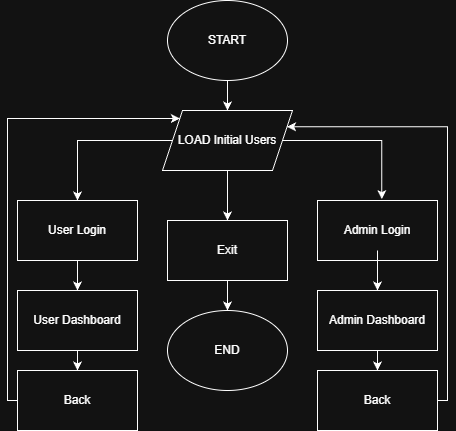 START
LOAD Initial Users
User Login
Exit
Admin Login
User Dashboard
Admin Dashboard
END
Back
Back